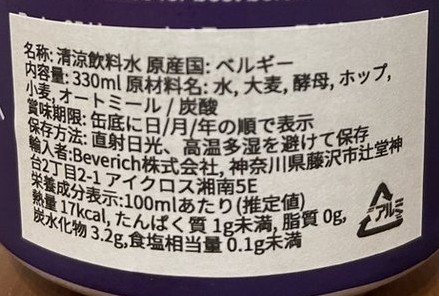 名称: 清涼飲料水 原産国: ベルギー
内容量: 330ml 原材料名: 水, 大麦, 酵母, ホップ,
小麦, オートミール / 炭酸
賞味期限: 缶底に日/月/年の順で表示
保存方法: 直射日光、高温多湿を避けて保存
輸入者:Beverich株式会社, 神奈川県藤沢市辻堂神
台2丁目2-1 アイクロス湘南5E
栄養成分表示:100mlあたり(推定値)
熱量 17kcal, たんぱく質 1g未満, 脂質 0g,
炭水化物 3.2g,食塩相当量 0.1g未満
アルミ